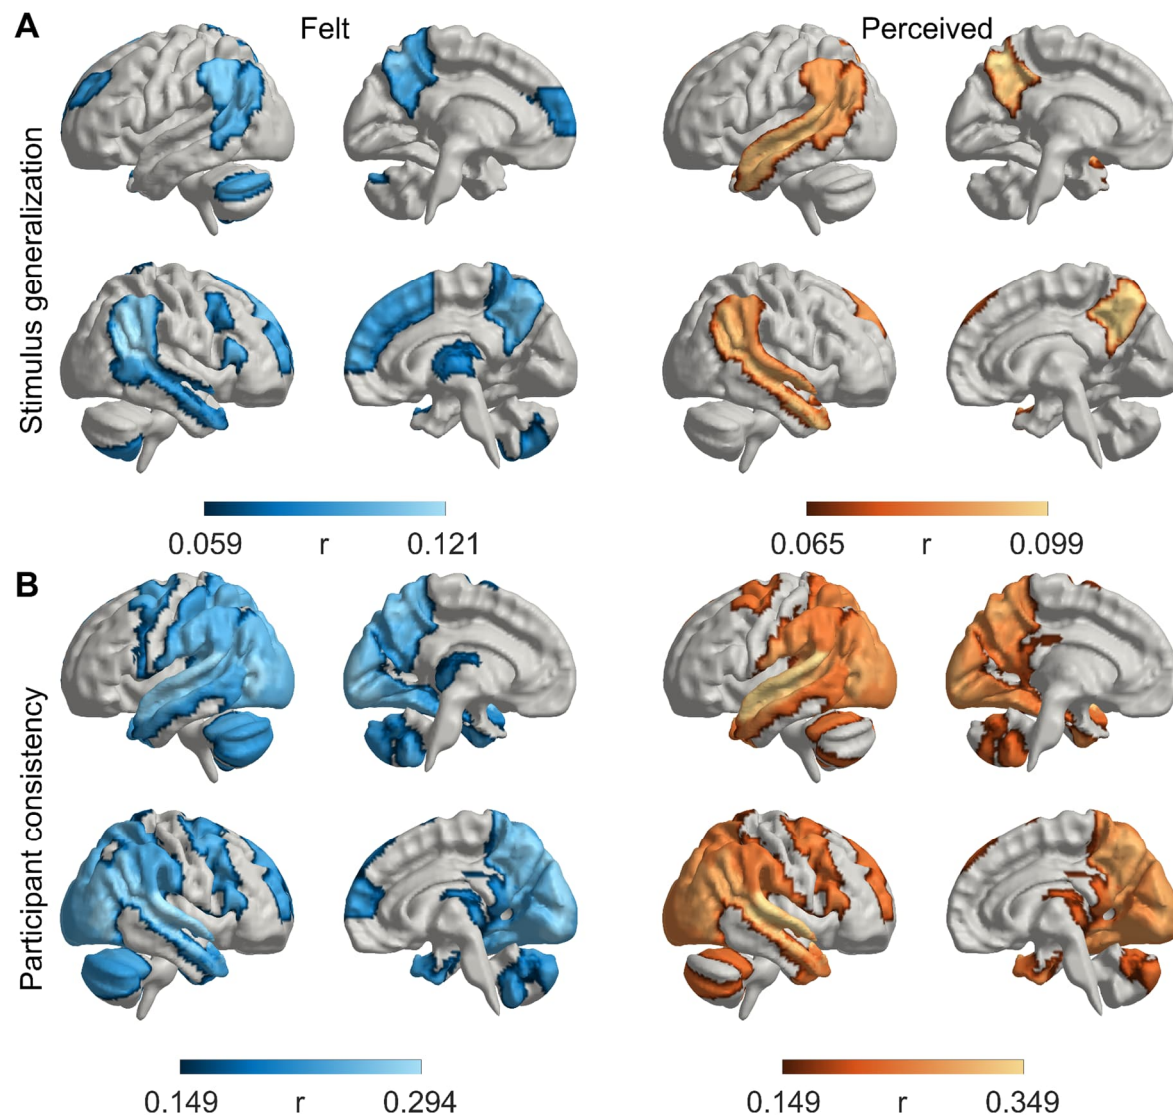 A
Felt
Perceived
Stimulus generalization
0.059 r 0.121
0.065 r 0.099
B
Participant consistency
0.149 r 0.294
0.149 r 0.349